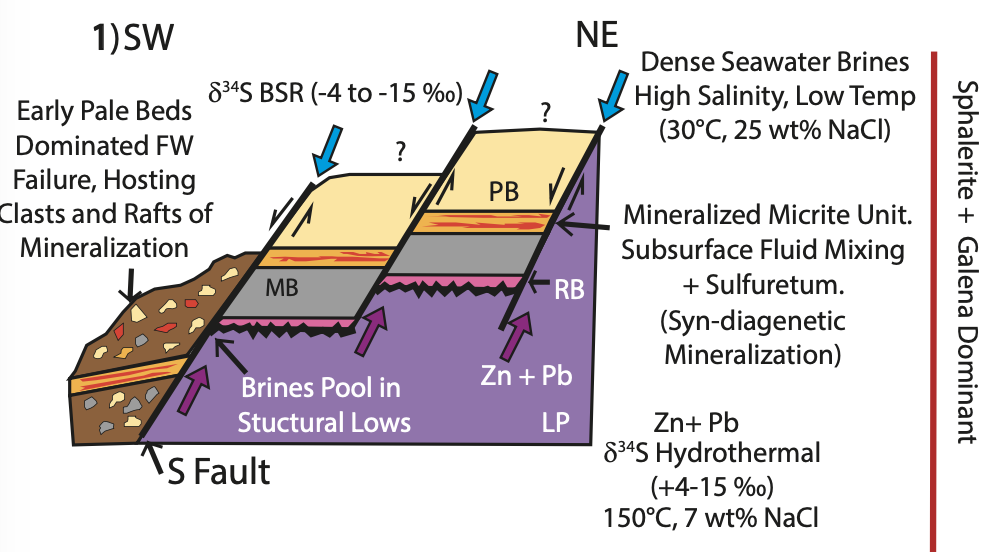 1) SW
NE
δ³⁴S BSR (-4 to -15 ‰)
Dense Seawater Brines
High Salinity, Low Temp
(30°C, 25 wt% NaCl)
Early Pale Beds
Dominated FW
Failure, Hosting
Clasts and Rafts of
Mineralization
?
?
PB
MB
RB
Mineralized Micrite Unit.
Subsurface Fluid Mixing
+ Sulfuretum.
(Syn-diagenetic
Mineralization)
Brines Pool in
Stuctural Lows
Zn + Pb
LP
S Fault
Zn+ Pb
δ³⁴S Hydrothermal
(+4-15 ‰)
150°C, 7 wt% NaCl
Sphalerite + Galena Dominant